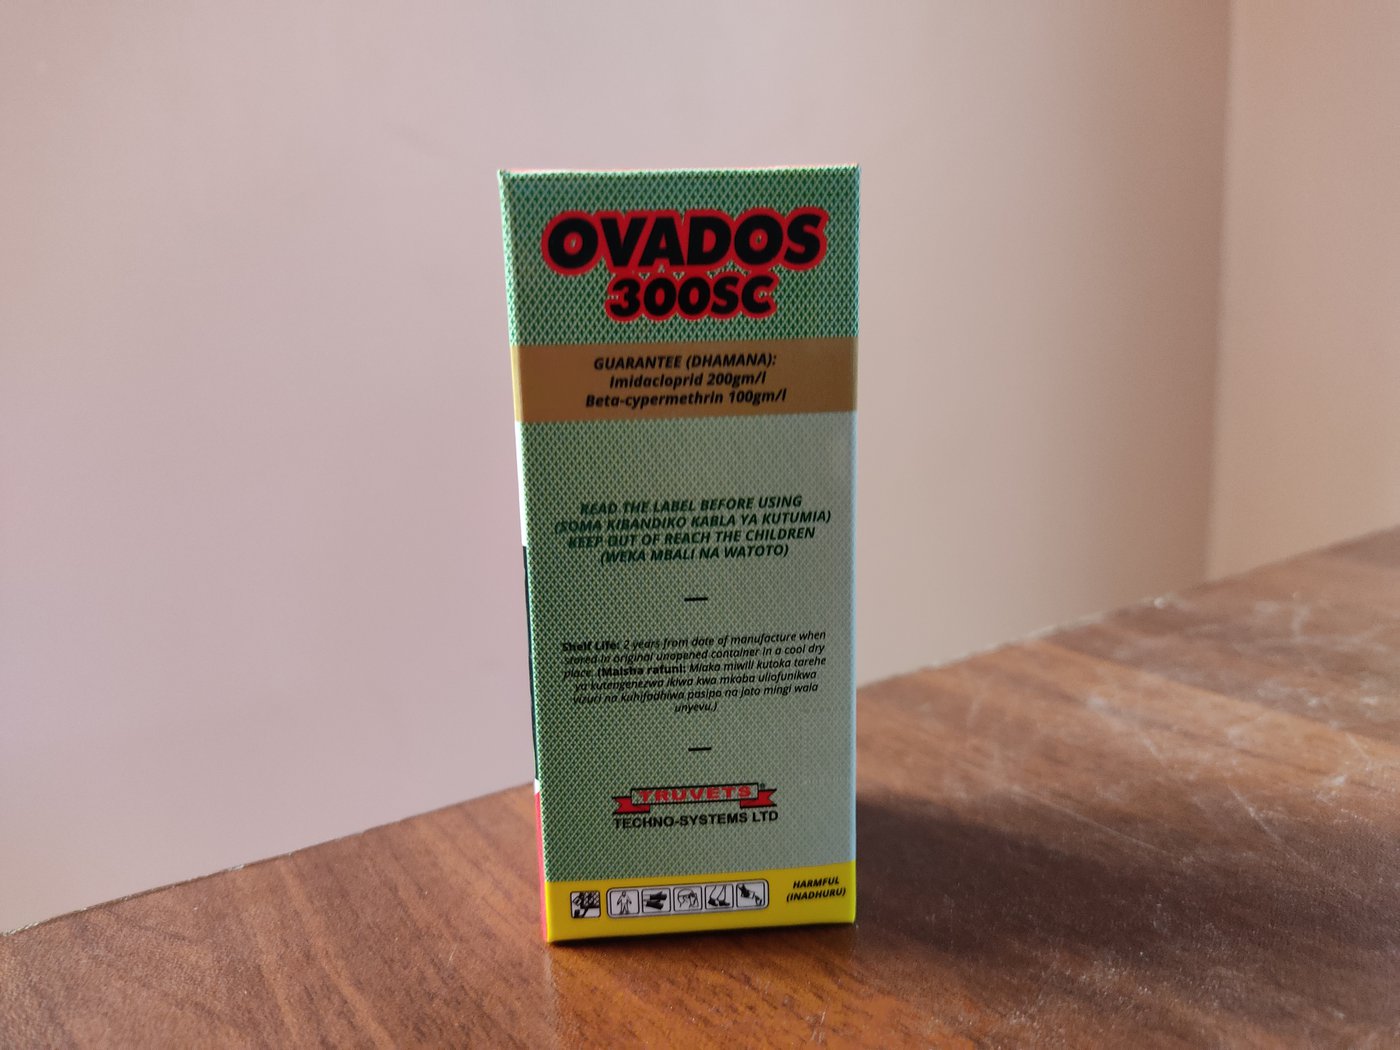 OVADOS
300SC
GUARANTEE (DHAMANA):
Imidacloprid 200gm/l
Beta-cypermethrin 100gm/l
READ THE LABEL BEFORE USING
(SOMA KIBANDIKO KABLA YA KUTUMIA)
KEEP OUT OF REACH THE CHILDREN
(WEKA MBALI NA WATOTO)
Shelf Life: 2 years from date of manufacture when
stored in original unopened container in a cool dry
place. (Maisha rafuni: Miaka miwili kutoka tarehe
ya kutengenezwa ikiwa kwa mkoba uliofunikwa
vizuri na kuhifadhiwa pasipo na joto mingi wala
unyevu.)
TRUVETS
TECHNO-SYSTEMS LTD
HARMFUL
(INADHURU)